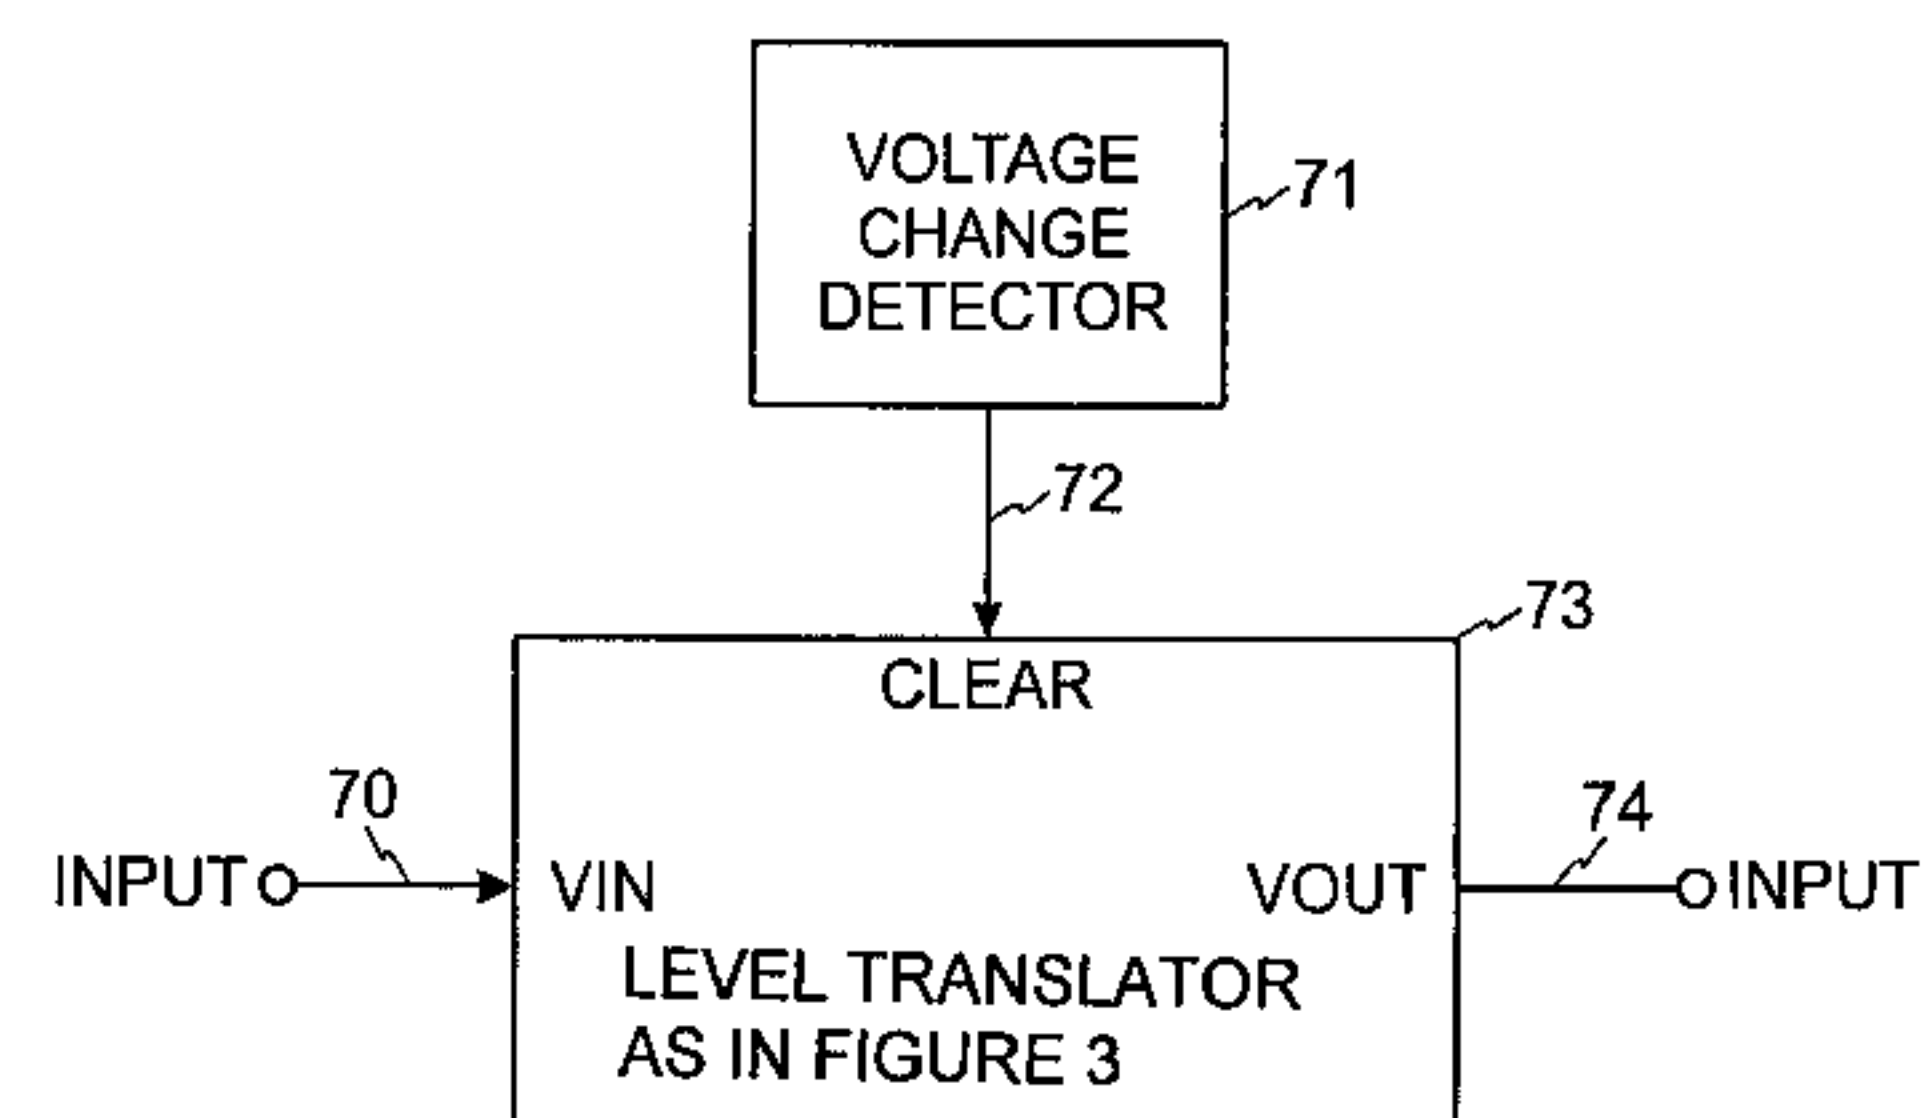 VOLTAGE
CHANGE
DETECTOR
71
72
73
CLEAR
70
74
INPUT
VIN
VOUT
INPUT
LEVEL TRANSLATOR
AS IN FIGURE 3